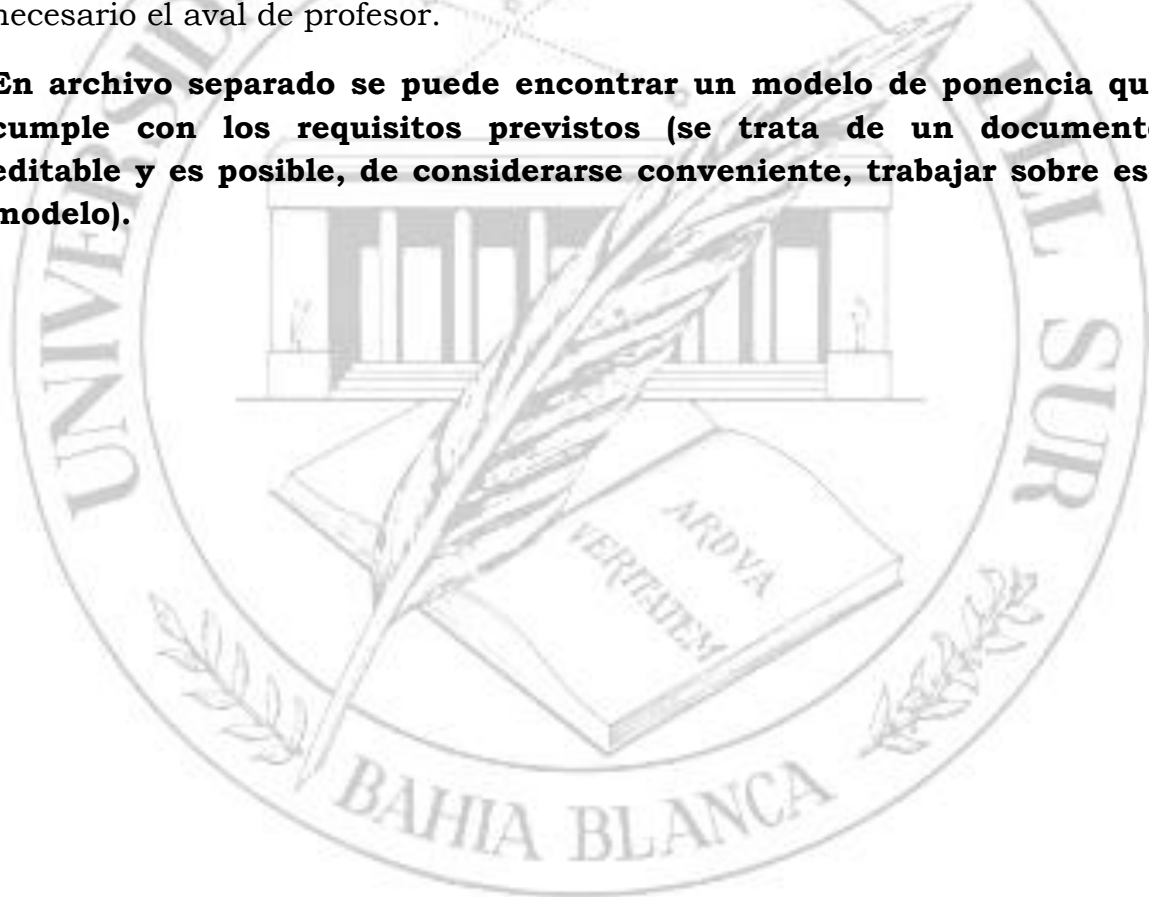 necesario el aval de profesor.
En archivo separado se puede encontrar un modelo de ponencia qu
cumple con los requisitos previstos (se trata de un document
editable y es posible, de considerarse conveniente, trabajar sobre es
modelo).
UNIVERSID
DEL SUR
ARDVA
VERITATEM
BAHIA BLANCA